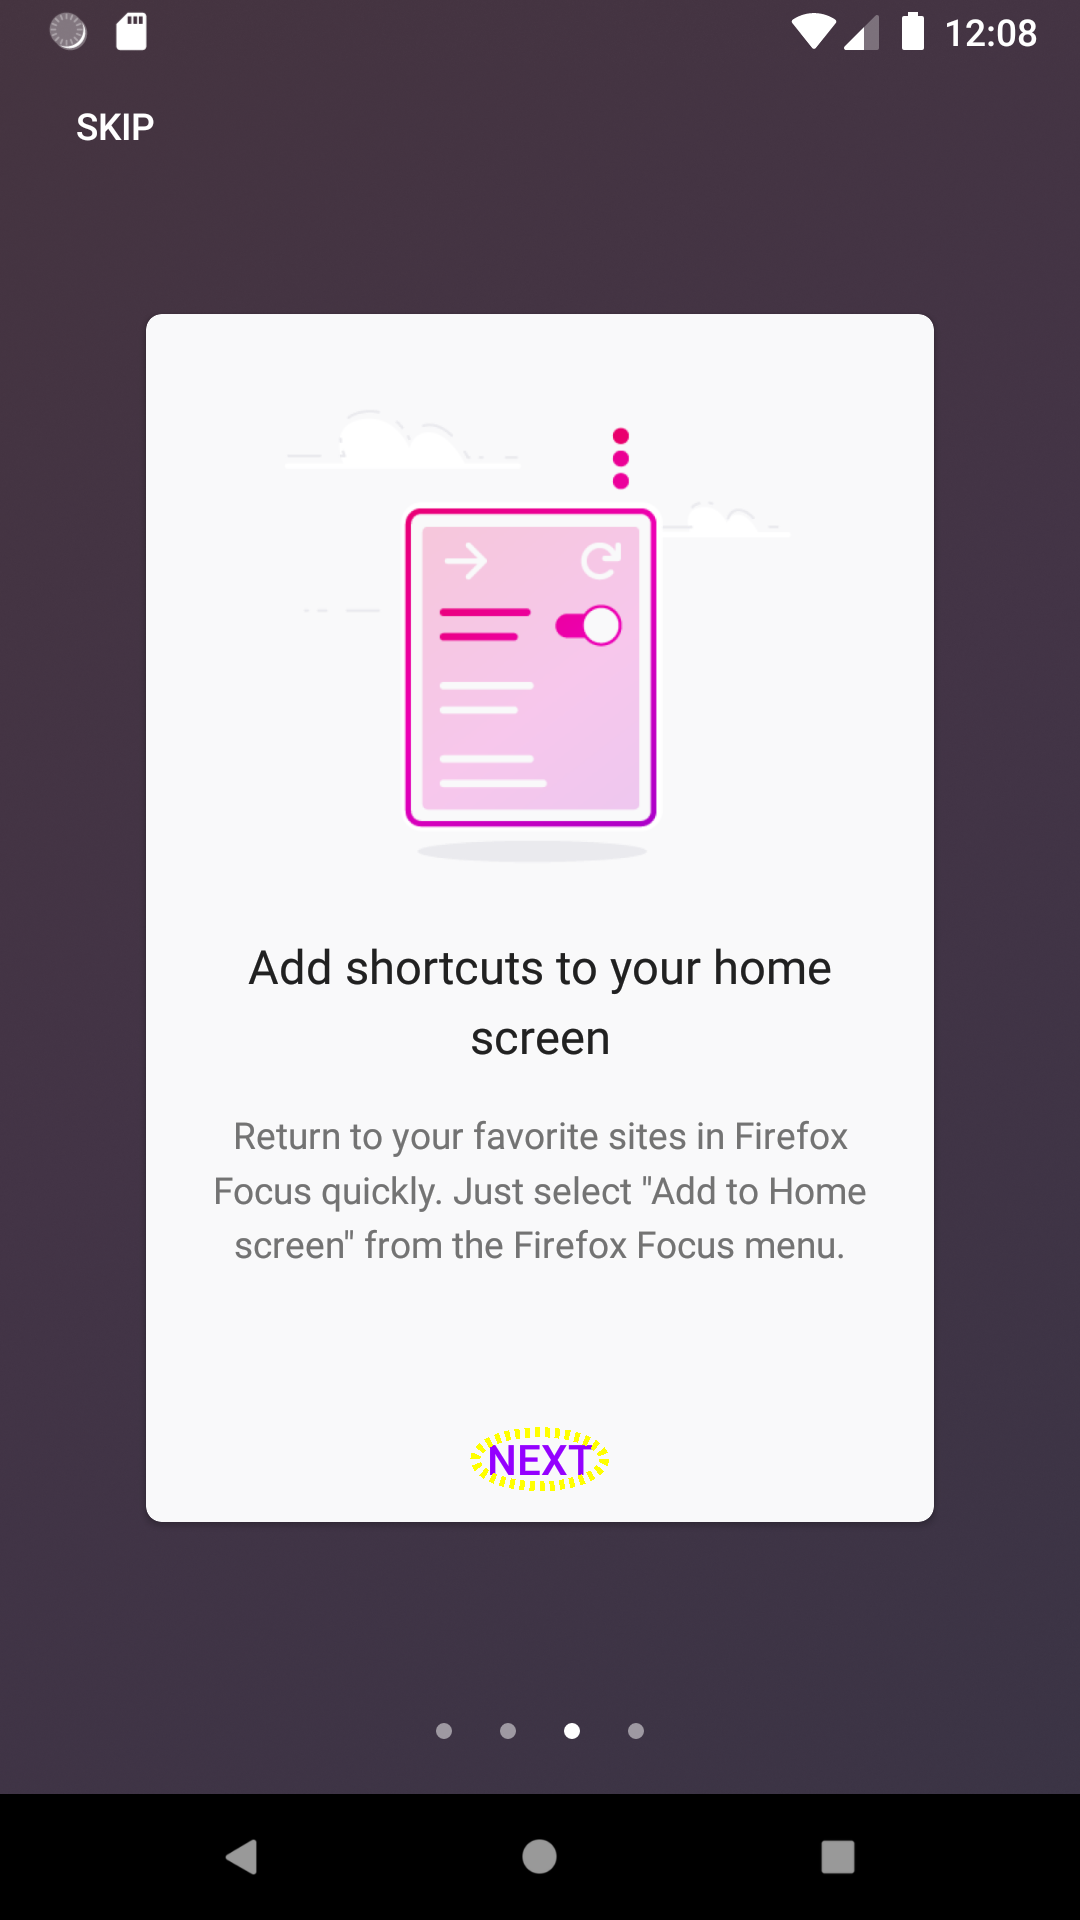 12:08
SKIP
Add shortcuts to your home
screen
Return to your favorite sites in Firefox
Focus quickly. Just select "Add to Home
screen" from the Firefox Focus menu.
NEXT